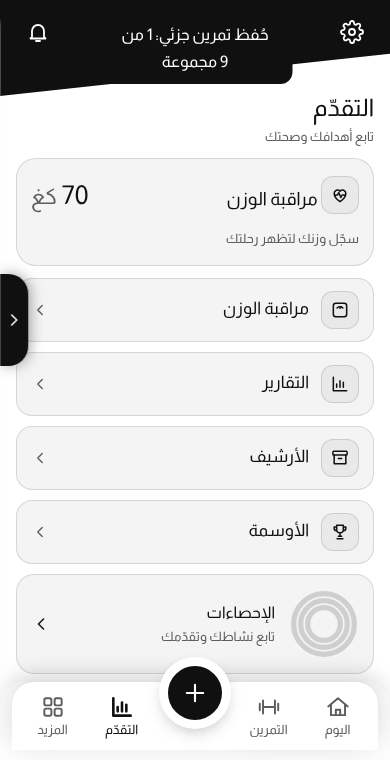 حُفظ تمرين جزئي: 1 من
9 مجموعة
التقدّم
تابع أهدافك وصحتك
مراقبة الوزن
70 كغ
سجّل وزنك لتظهر رحلتك
مراقبة الوزن
التقارير
الأرشيف
الأوسمة
الإحصاءات
تابع نشاطك وتقدّمك
اليوم
التمرين
التقدّم
المزيد